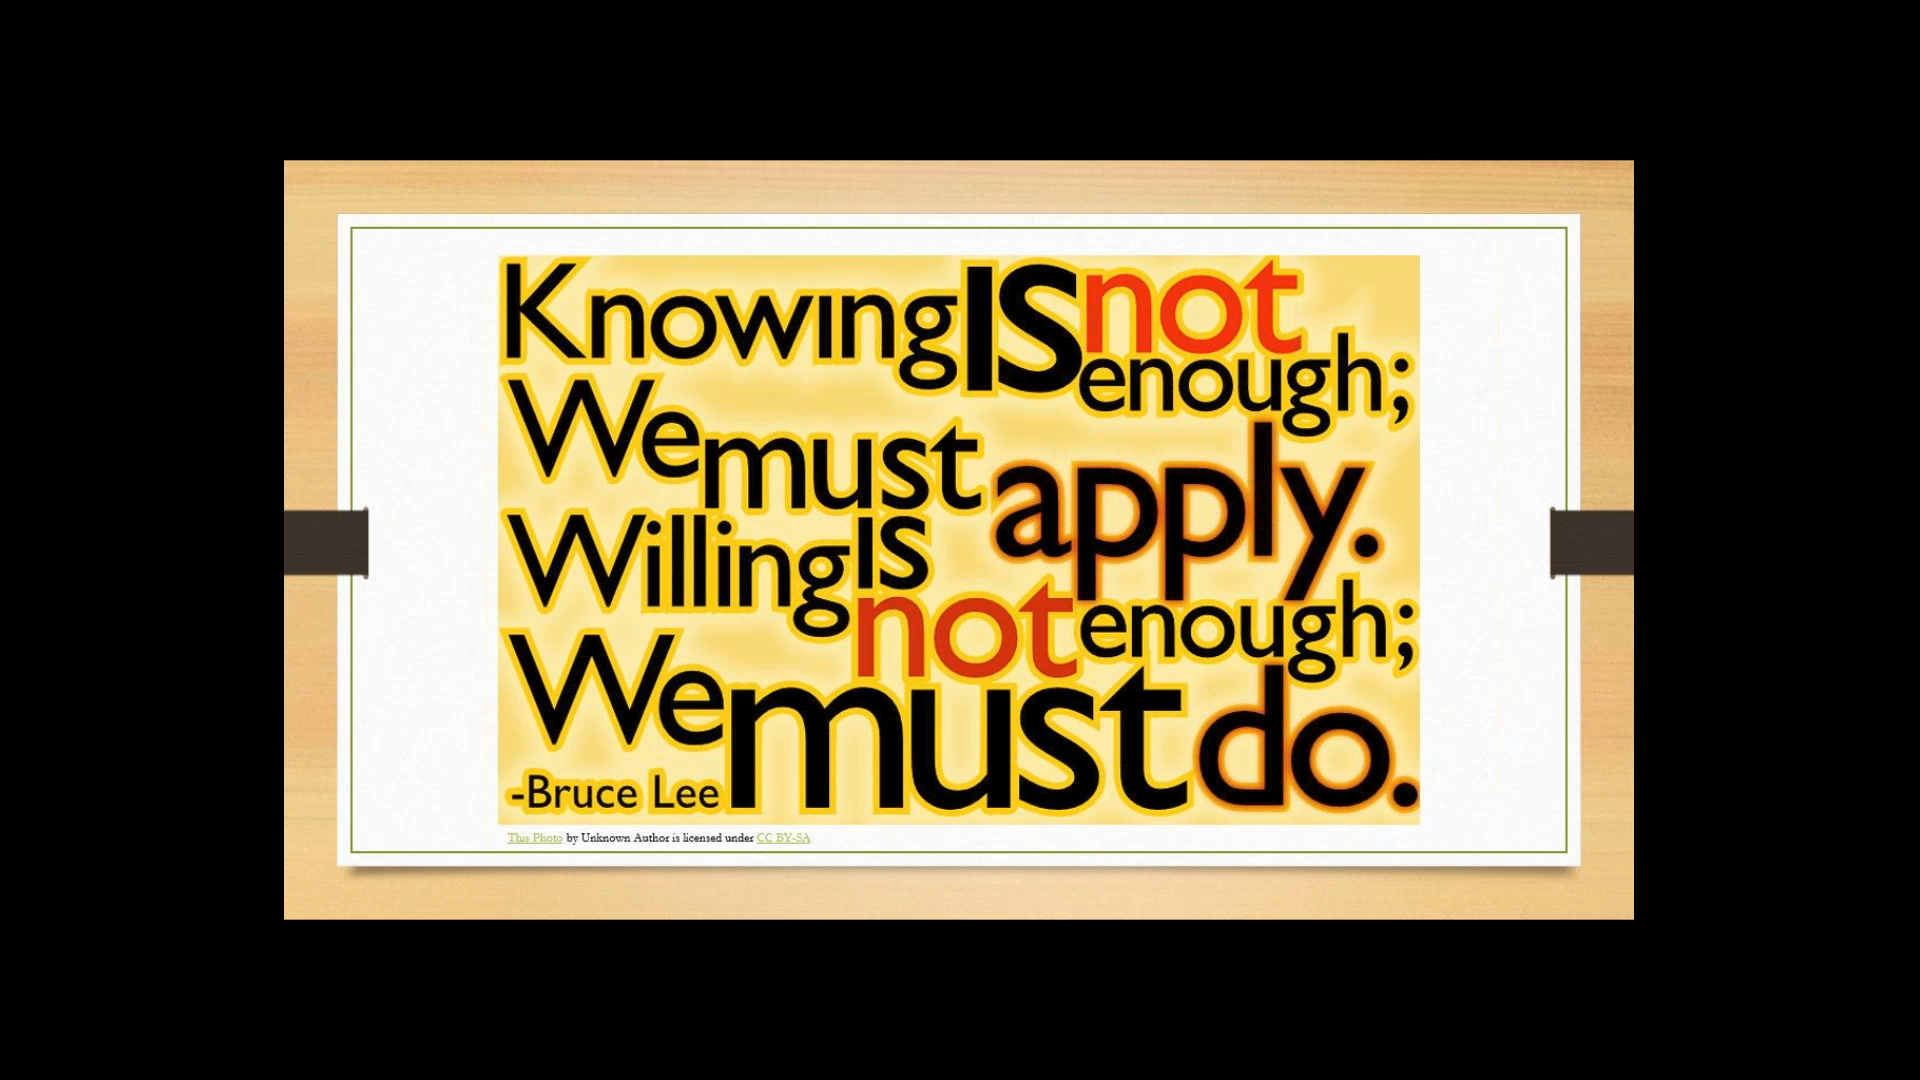 Knowing IS not
enough;
We must apply.
Willing IS
not enough;
We must do.
-Bruce Lee
This Photo by Unknown Author is licensed under CC BY-SA